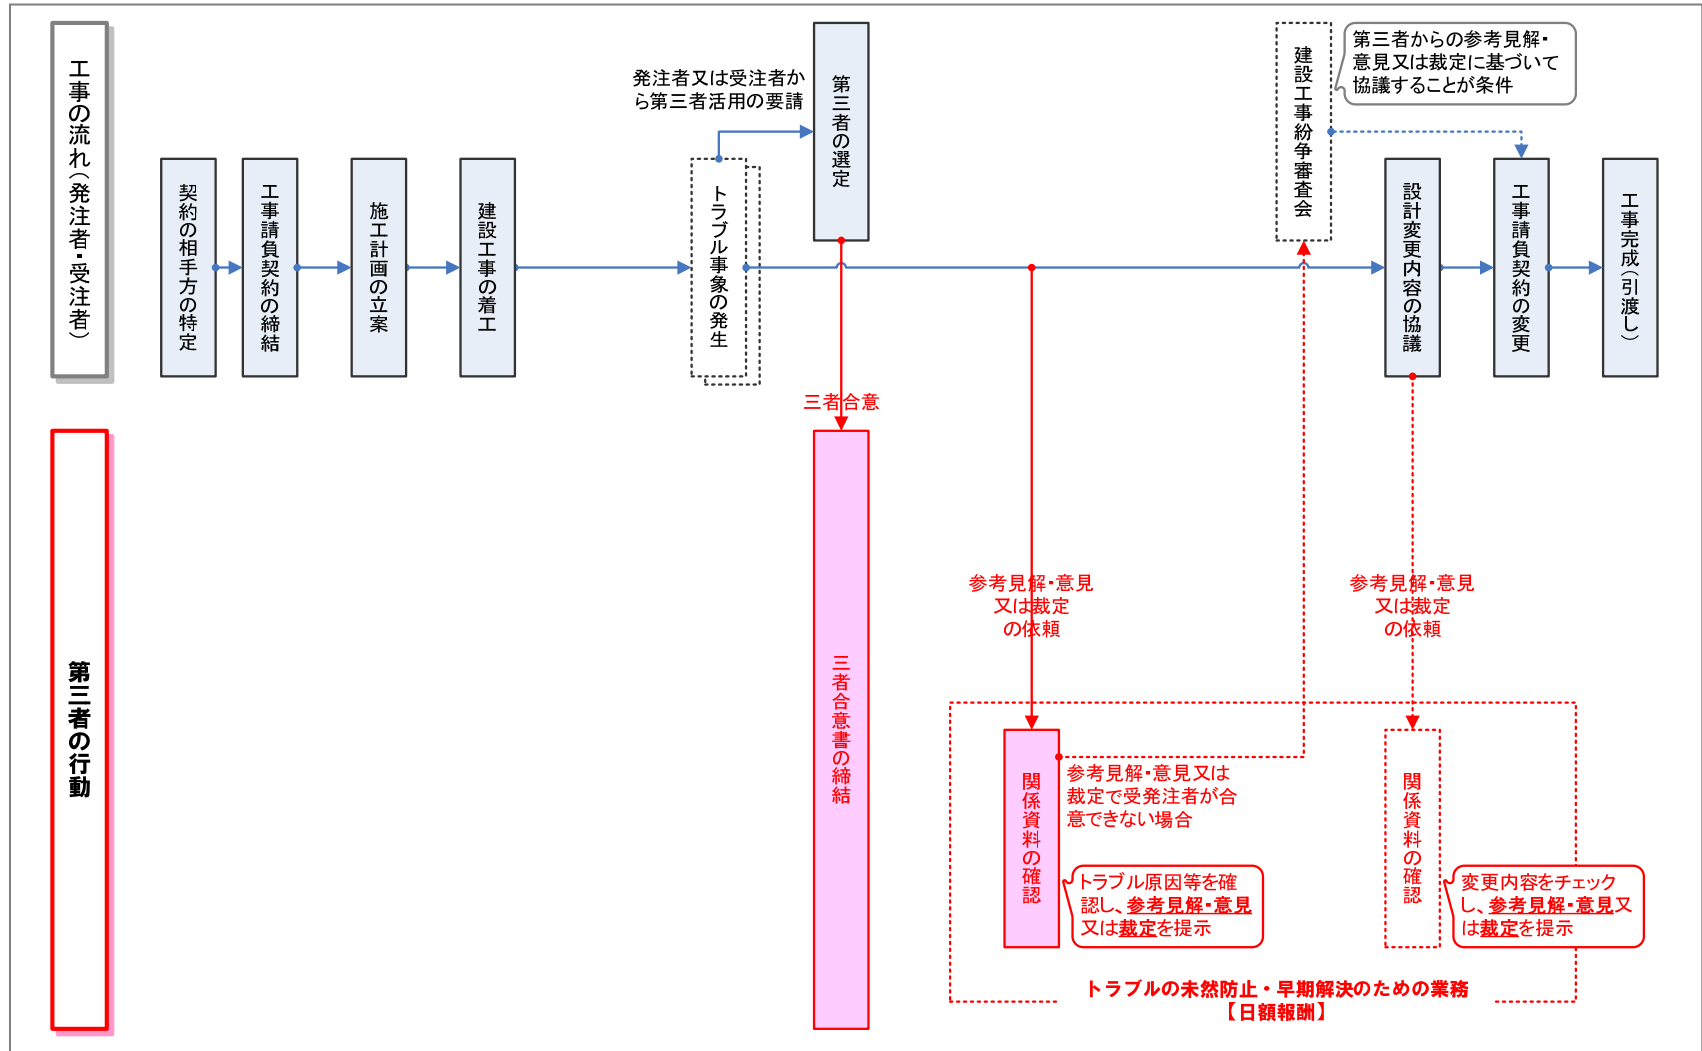 工事の流れ（発注者・受注者）
契約の相手方の特定
工事請負契約の締結
施工計画の立案
建設工事の着工
発注者又は受注者か
ら第三者活用の要請
トラブル事象の発生
第三者の選定
建設工事紛争審査会
第三者からの参考見解・
意見又は裁定に基づいて
協議することが条件
設計変更内容の協議
工事請負契約の変更
工事完成（引渡し）
三者合意
第三者の行動
三者合意書の締結
参考見解・意見
又は裁定
の依頼
参考見解・意見
又は裁定
の依頼
関係資料の確認
参考見解・意見又は
裁定で受発注者が合
意できない場合
トラブル原因等を確
認し、参考見解・意見
又は裁定を提示
関係資料の確認
変更内容をチェック
し、参考見解・意見又
は裁定を提示
トラブルの未然防止・早期解決のための業務
【日額報酬】